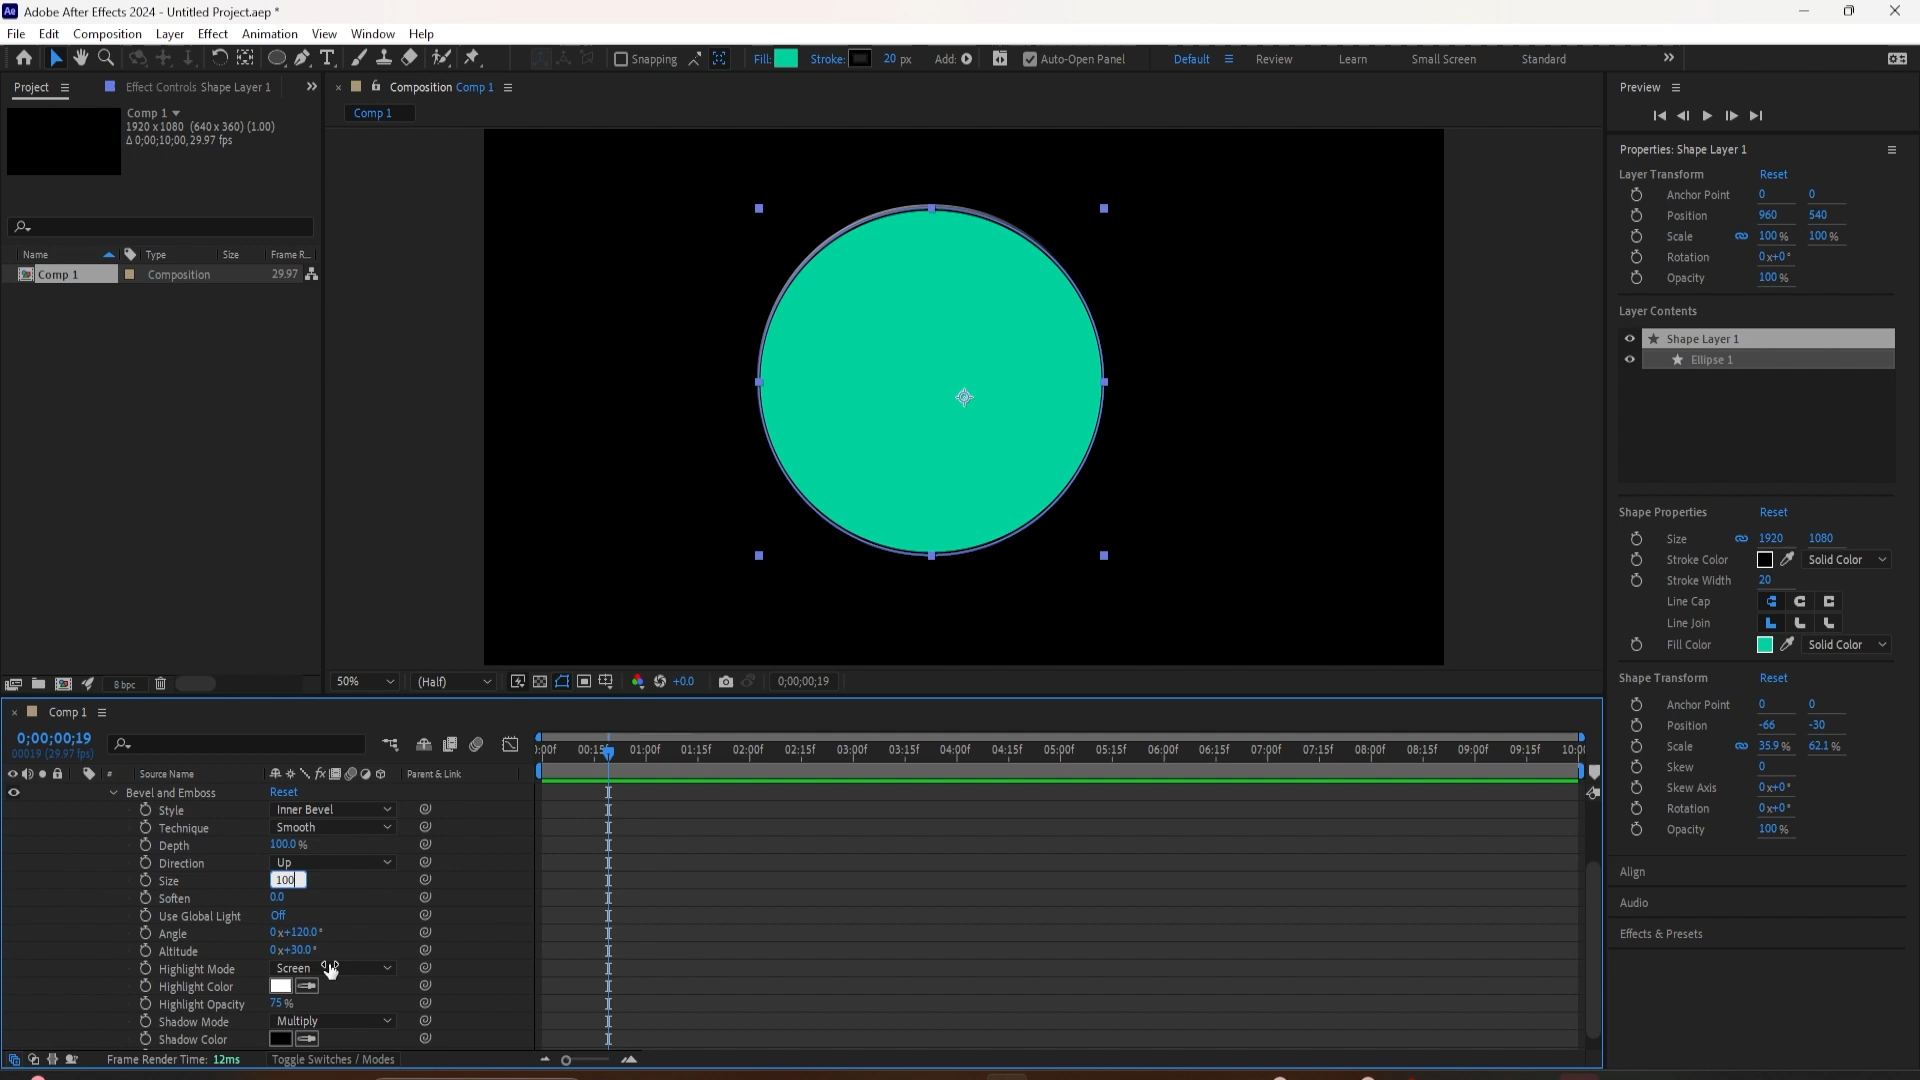 Adobe After Effects 2024 - Untitled Project.aep *
File Edit Composition Layer Effect Animation View Window Help
Snapping Fill: Stroke: 20 px Add: Auto-Open Panel Default Review Learn Small Screen Standard
Project Effect Controls Shape Layer 1
Comp 1
1920 x 1080 (640 x 360) (1.00)
Δ 0;00;10;00, 29.97 fps
Name Type Size Frame R...
Comp 1 Composition 29.97
8 bpc
Composition Comp 1
Comp 1
50% (Half) +0.0 0;00;00;19
Preview
Properties: Shape Layer 1
Layer Transform Reset
Anchor Point 0 0
Position 960 540
Scale 100 % 100 %
Rotation 0x+0°
Opacity 100 %
Layer Contents
Shape Layer 1
Ellipse 1
Shape Properties Reset
Size 1920 1080
Stroke Color Solid Color
Stroke Width 20
Line Cap
Line Join
Fill Color Solid Color
Shape Transform Reset
Anchor Point 0 0
Position -66 -30
Scale 35.9 % 62.1 %
Skew 0
Skew Axis 0x+0°
Rotation 0x+0°
Opacity 100 %
Align
Audio
Effects & Presets
Comp 1
0;00;00;19
00019 (29.97 fps)
# Source Name Parent & Link
:00f 00:15f 01:00f 01:15f 02:00f 02:15f 03:00f 03:15f 04:00f 04:15f 05:00f 05:15f 06:00f 06:15f 07:00f 07:15f 08:00f 08:15f 09:00f 09:15f 10:0
Bevel and Emboss Reset
Style Inner Bevel
Technique Smooth
Depth 100.0 %
Direction Up
Size 100
Soften 0.0
Use Global Light Off
Angle 0x+120.0°
Altitude 0x+30.0°
Highlight Mode Screen
Highlight Color
Highlight Opacity 75 %
Shadow Mode Multiply
Shadow Color
Frame Render Time: 12ms Toggle Switches / Modes